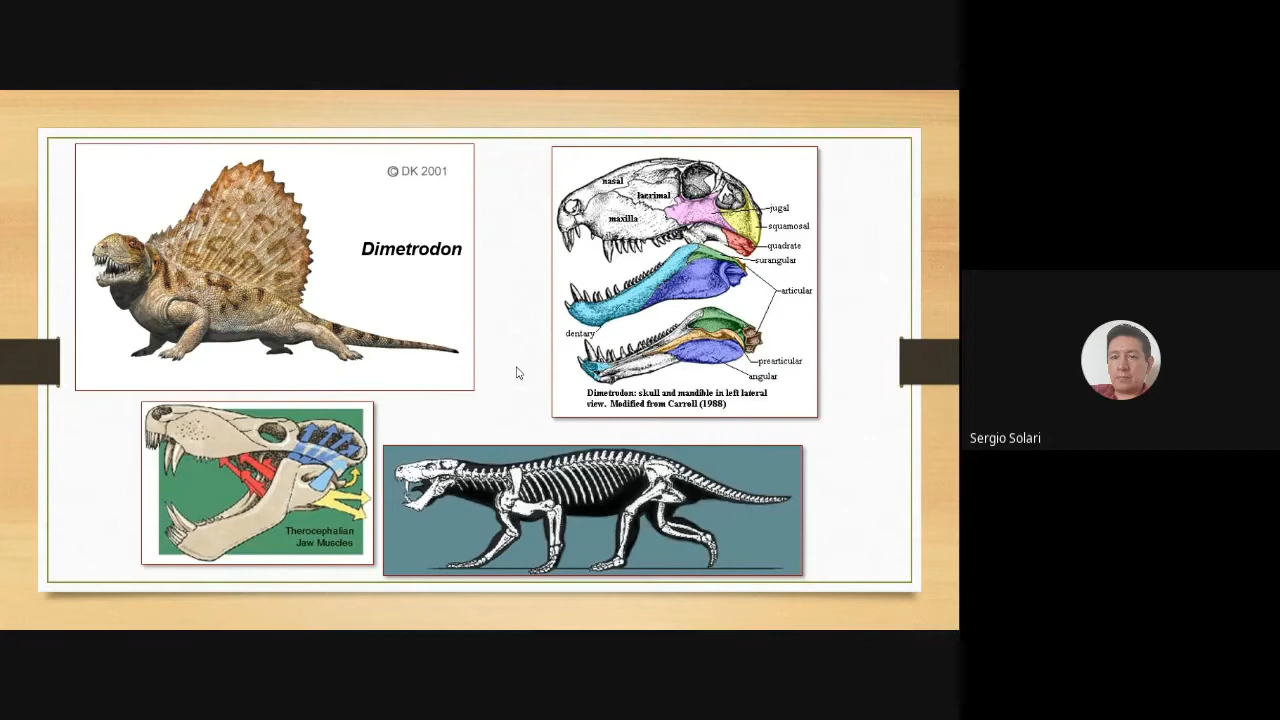 © DK 2001
Dimetrodon
nasal
lacrimal
maxilla
jugal
squamosal
quadrate
surangular
articular
dentary
prearticular
angular
Dimetrodon: skull and mandible in left lateral
view. Modified from Carroll (1988)
Therocephalian
Jaw Muscles
Sergio Solari